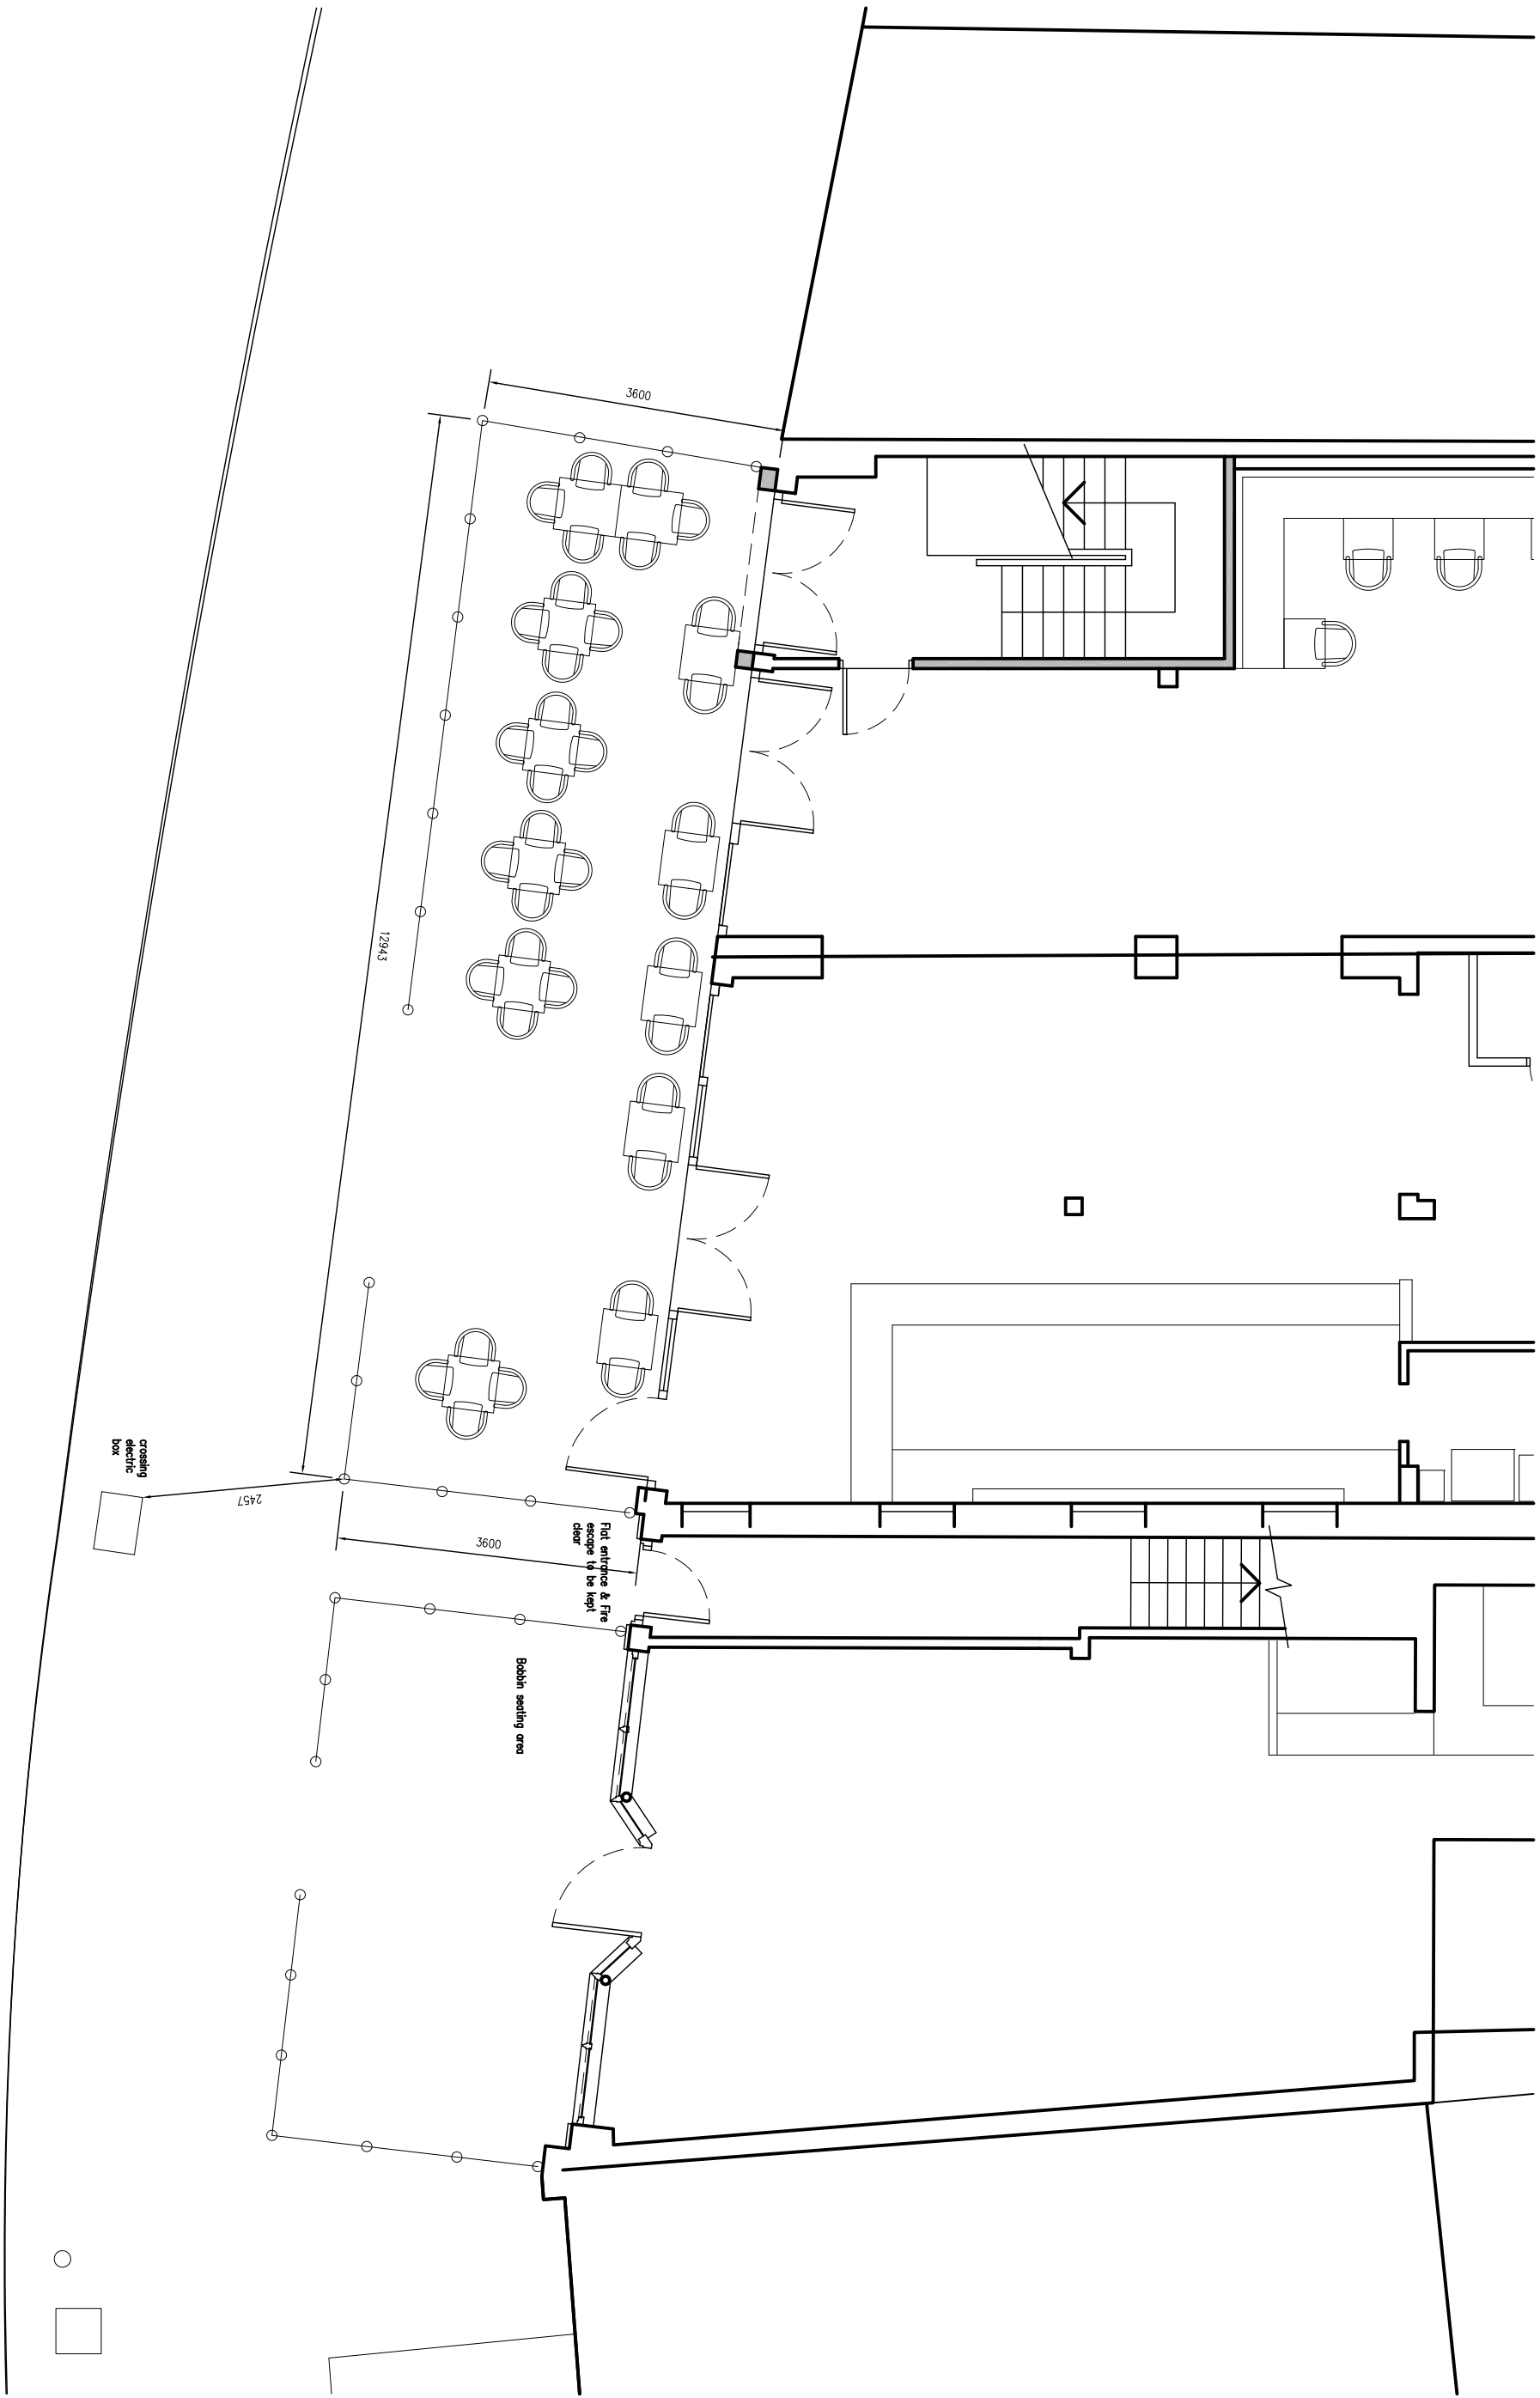 3600
12943
crossing
electric
box
2457
3600
Flat entrance & Fire
escape to be kept
clear
Bobbin seating area